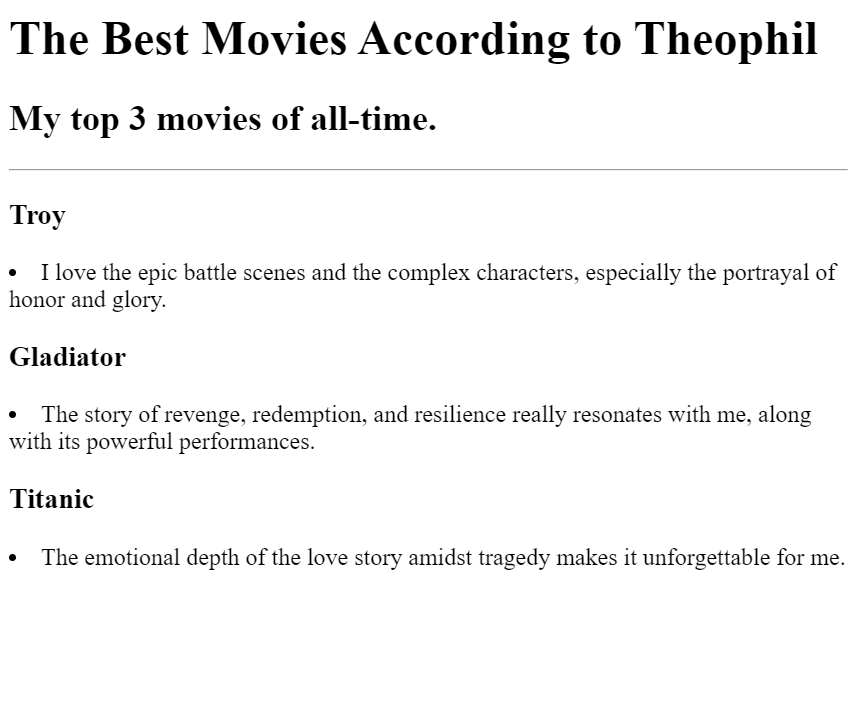 The Best Movies According to Theophil
My top 3 movies of all-time.
Troy
• I love the epic battle scenes and the complex characters, especially the portrayal of
honor and glory.
Gladiator
• The story of revenge, redemption, and resilience really resonates with me, along
with its powerful performances.
Titanic
• The emotional depth of the love story amidst tragedy makes it unforgettable for me.